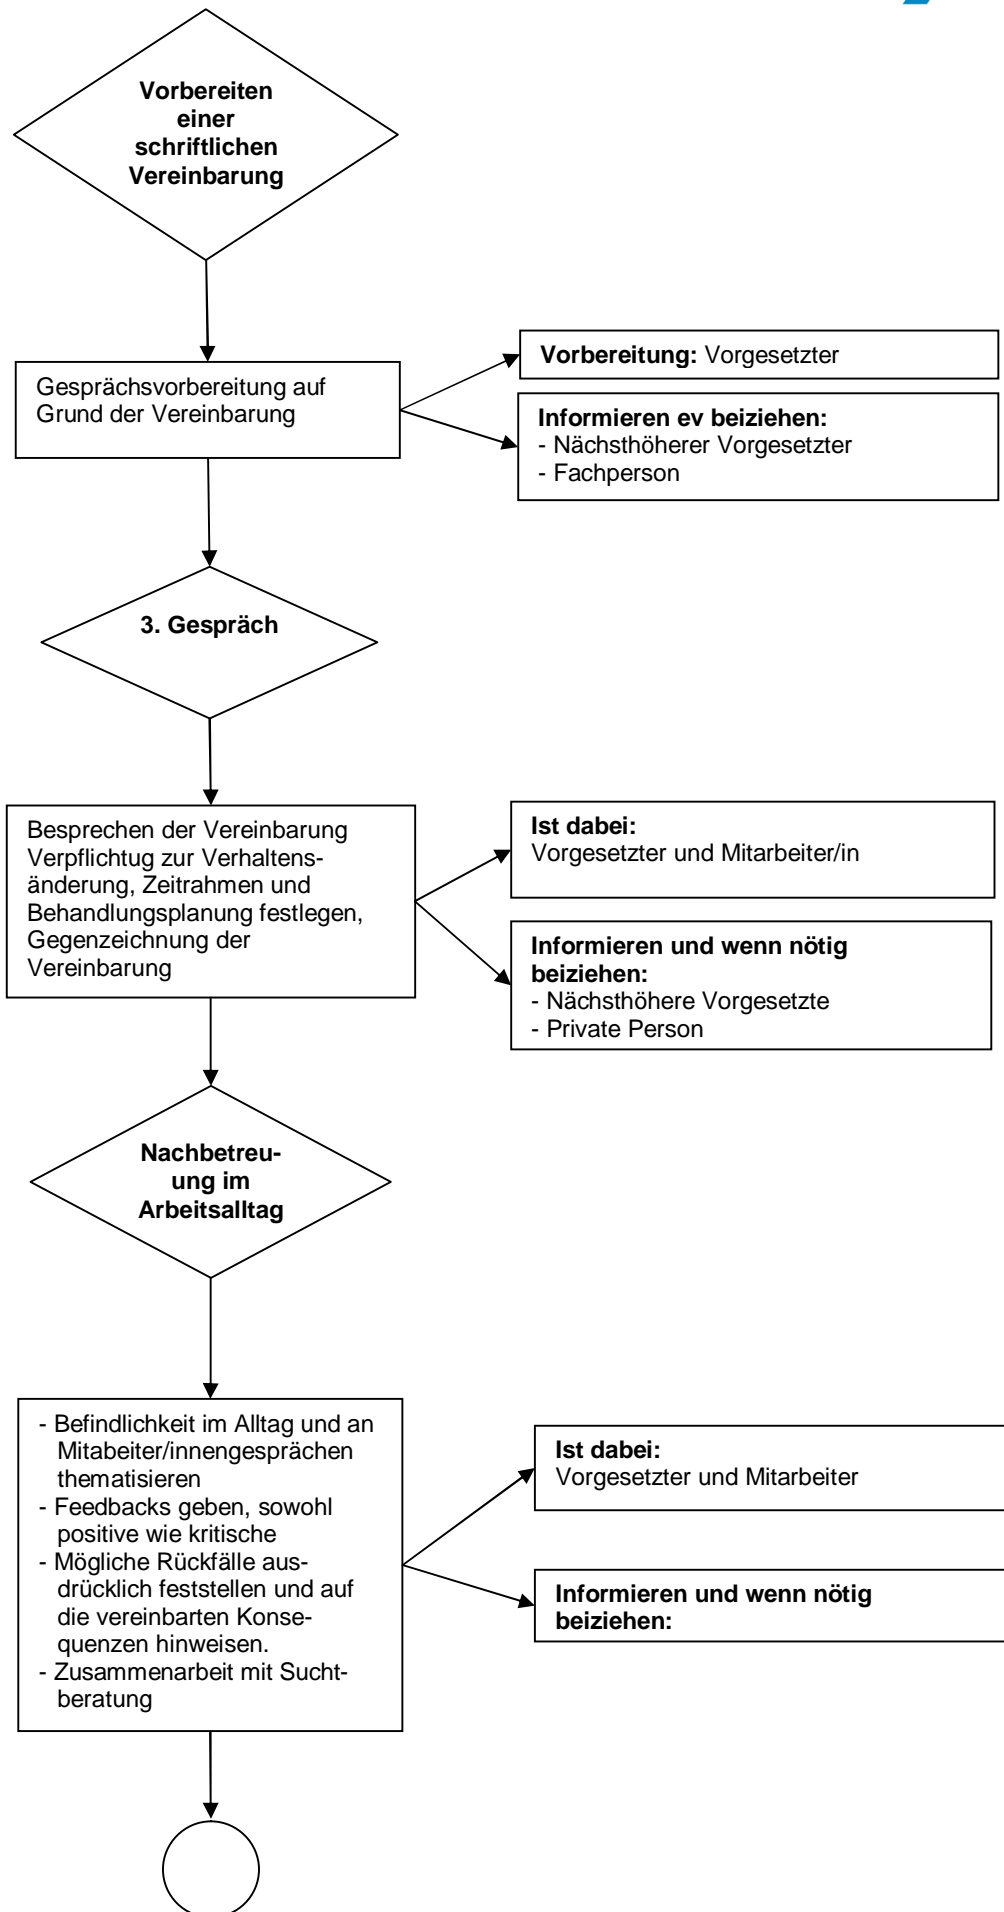 Vorbereiten
einer
schriftlichen
Vereinbarung
Gesprächsvorbereitung auf
Grund der Vereinbarung
Vorbereitung: Vorgesetzter
Informieren ev beiziehen:
- Nächsthöherer Vorgesetzter
- Fachperson
3. Gespräch
Besprechen der Vereinbarung
Verpflichtug zur Verhaltens-
änderung, Zeitrahmen und
Behandlungsplanung festlegen,
Gegenzeichnung der
Vereinbarung
Ist dabei:
Vorgesetzter und Mitarbeiter/in
Informieren und wenn nötig
beiziehen:
- Nächsthöhere Vorgesetzte
- Private Person
Nachbetreu-
ung im
Arbeitsalltag
- Befindlichkeit im Alltag und an
Mitabeiter/innengesprächen
thematisieren
- Feedbacks geben, sowohl
positive wie kritische
- Mögliche Rückfälle aus-
drücklich feststellen und auf
die vereinbarten Konse-
quenzen hinweisen.
- Zusammenarbeit mit Sucht-
beratung
Ist dabei:
Vorgesetzter und Mitarbeiter
Informieren und wenn nötig
beiziehen: